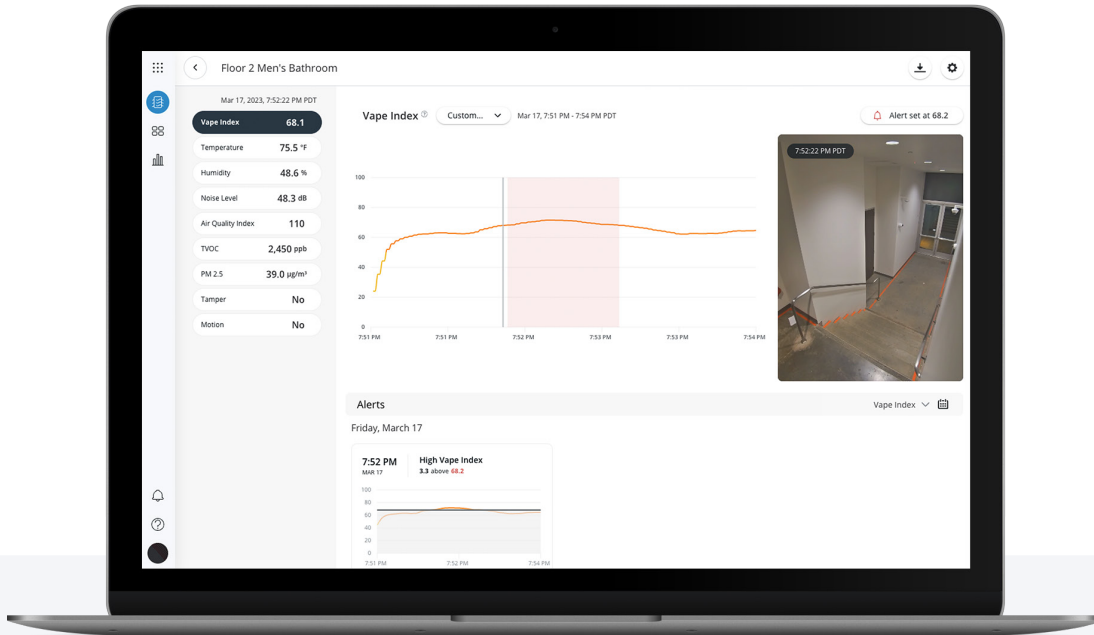 Floor 2 Men's Bathroom
Mar 17, 2023, 7:52:22 PM PDT
Vape Index 68.1
Temperature 75.5 °F
Humidity 48.6 %
Noise Level 48.3 dB
Air Quality Index 110
TVOC 2,450 ppb
PM 2.5 39.0 µg/m³
Tamper No
Motion No
Vape Index ? Custom... Mar 17, 7:51 PM - 7:54 PM PDT
Alert set at 68.2
7:52:22 PM PDT
100
80
60
40
20
0
7:51 PM 7:51 PM 7:52 PM 7:53 PM 7:53 PM 7:54 PM
Alerts
Vape Index
Friday, March 17
7:52 PM
MAR 17
High Vape Index
3.3 above 68.2
100
80
60
40
20
0
7:51 PM 7:52 PM 7:54 PM